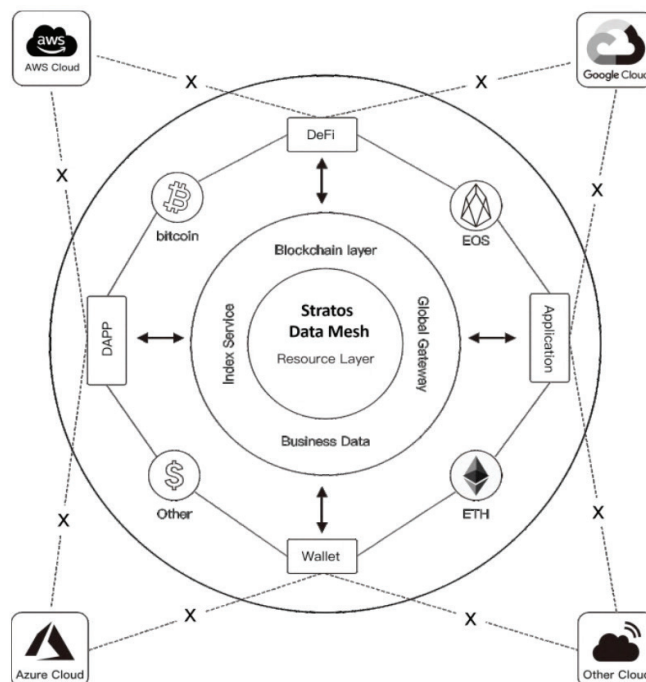 aws
AWS Cloud
Google Cloud
X
X
DeFi
X
X
bitcoin
EOS
Blockchain layer
Stratos
Data Mesh
Resource Layer
DAPP
Index Service
Global Gateway
Application
Business Data
Other
ETH
X
X
Wallet
X
X
Azure Cloud
Other Cloud